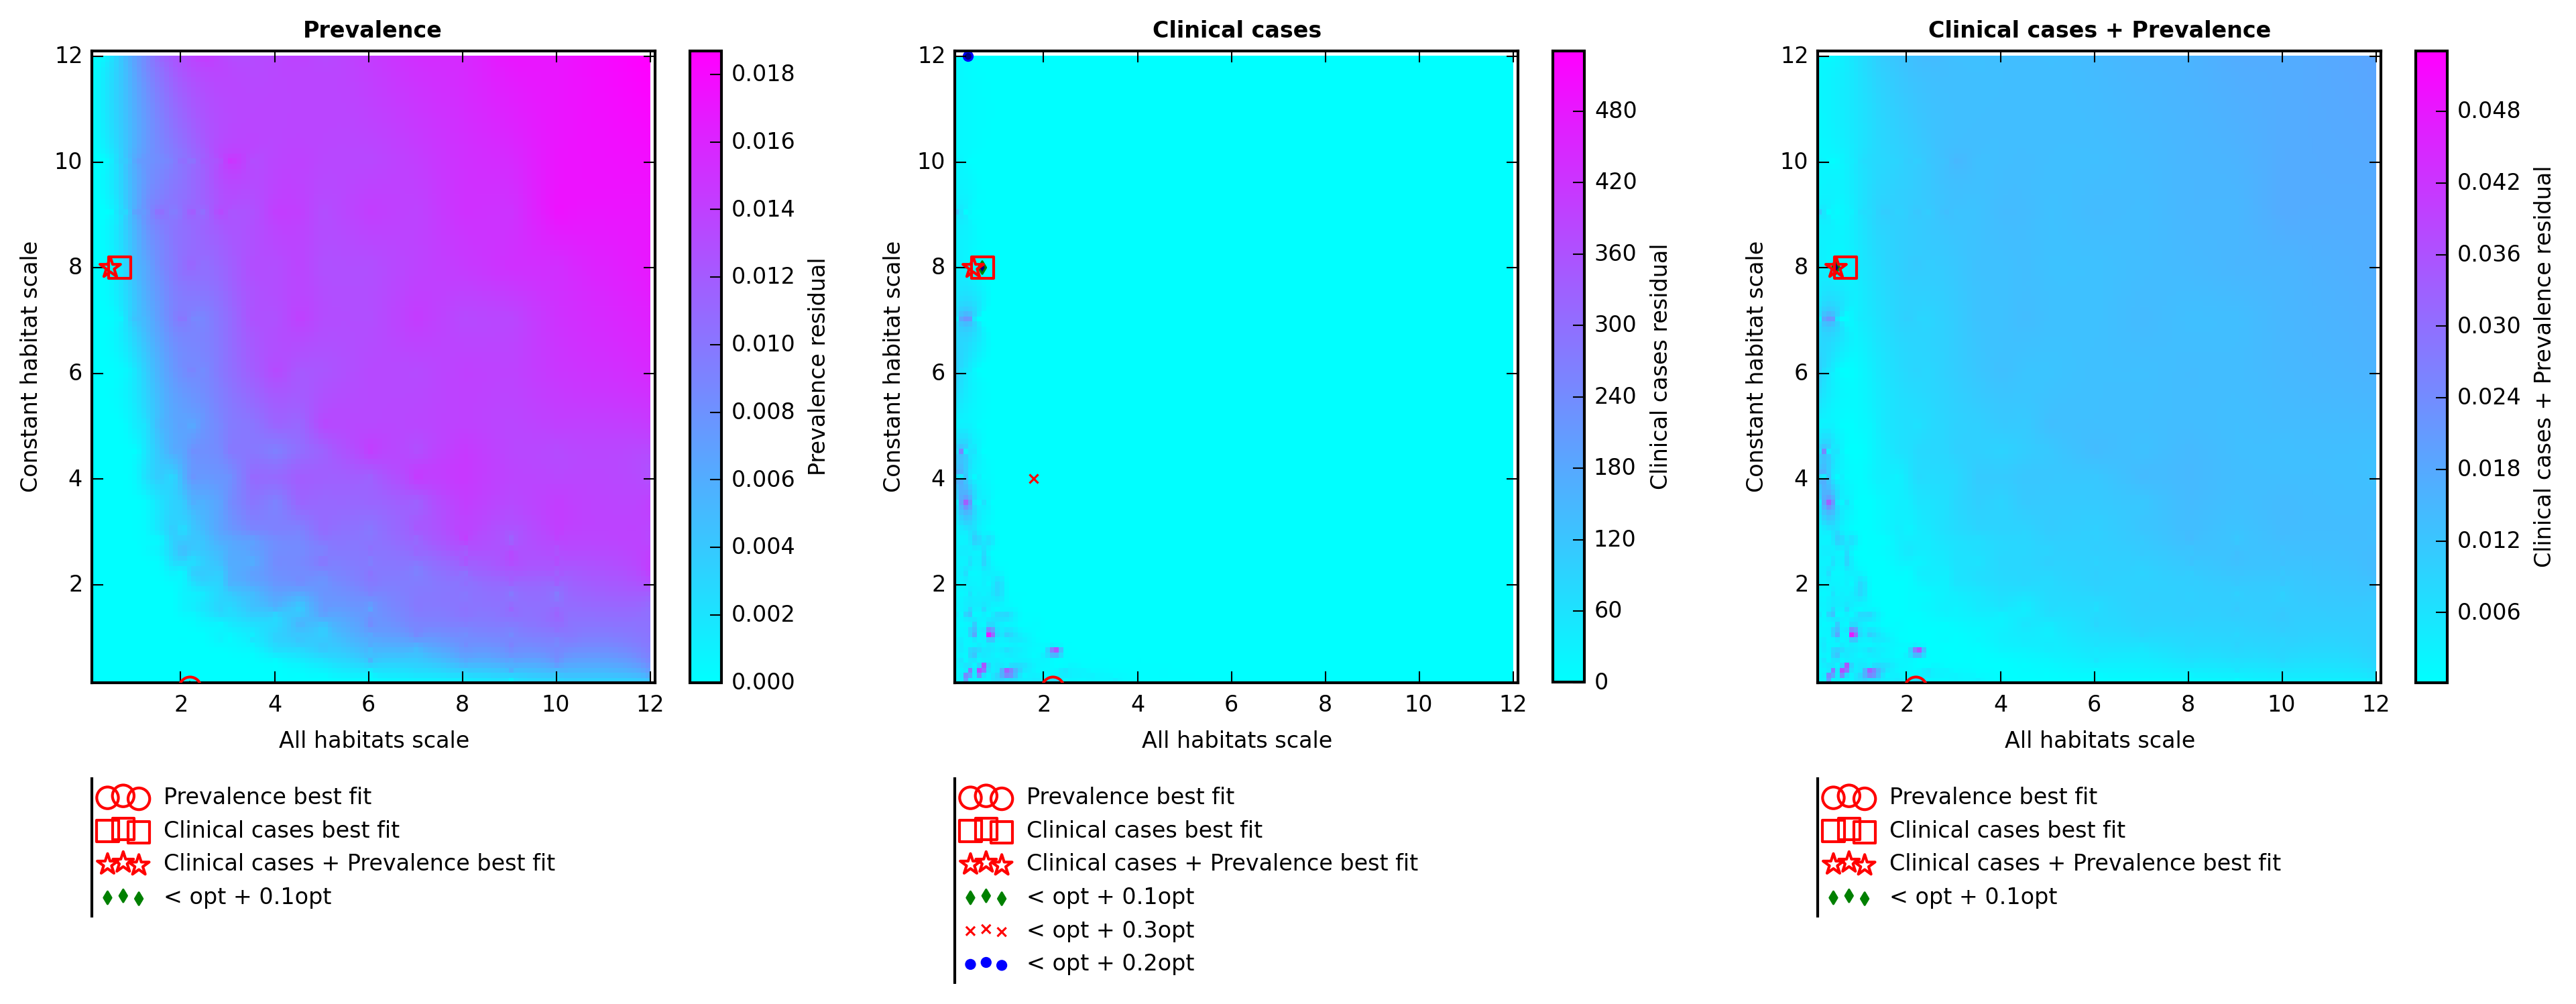 Prevalence
12
10
8
6
4
2
2 4 6 8 10 12
Constant habitat scale
All habitats scale
0.018
0.016
0.014
0.012
0.010
0.008
0.006
0.004
0.002
0.000
Prevalence residual
Prevalence best fit
Clinical cases best fit
Clinical cases + Prevalence best fit
< opt + 0.1opt
Clinical cases
12
10
8
6
4
2
2 4 6 8 10 12
Constant habitat scale
All habitats scale
480
420
360
300
240
180
120
60
0
Clinical cases residual
Prevalence best fit
Clinical cases best fit
Clinical cases + Prevalence best fit
< opt + 0.1opt
< opt + 0.3opt
< opt + 0.2opt
Clinical cases + Prevalence
12
10
8
6
4
2
2 4 6 8 10 12
Constant habitat scale
All habitats scale
0.048
0.042
0.036
0.030
0.024
0.018
0.012
0.006
Clinical cases + Prevalence residual
Prevalence best fit
Clinical cases best fit
Clinical cases + Prevalence best fit
< opt + 0.1opt